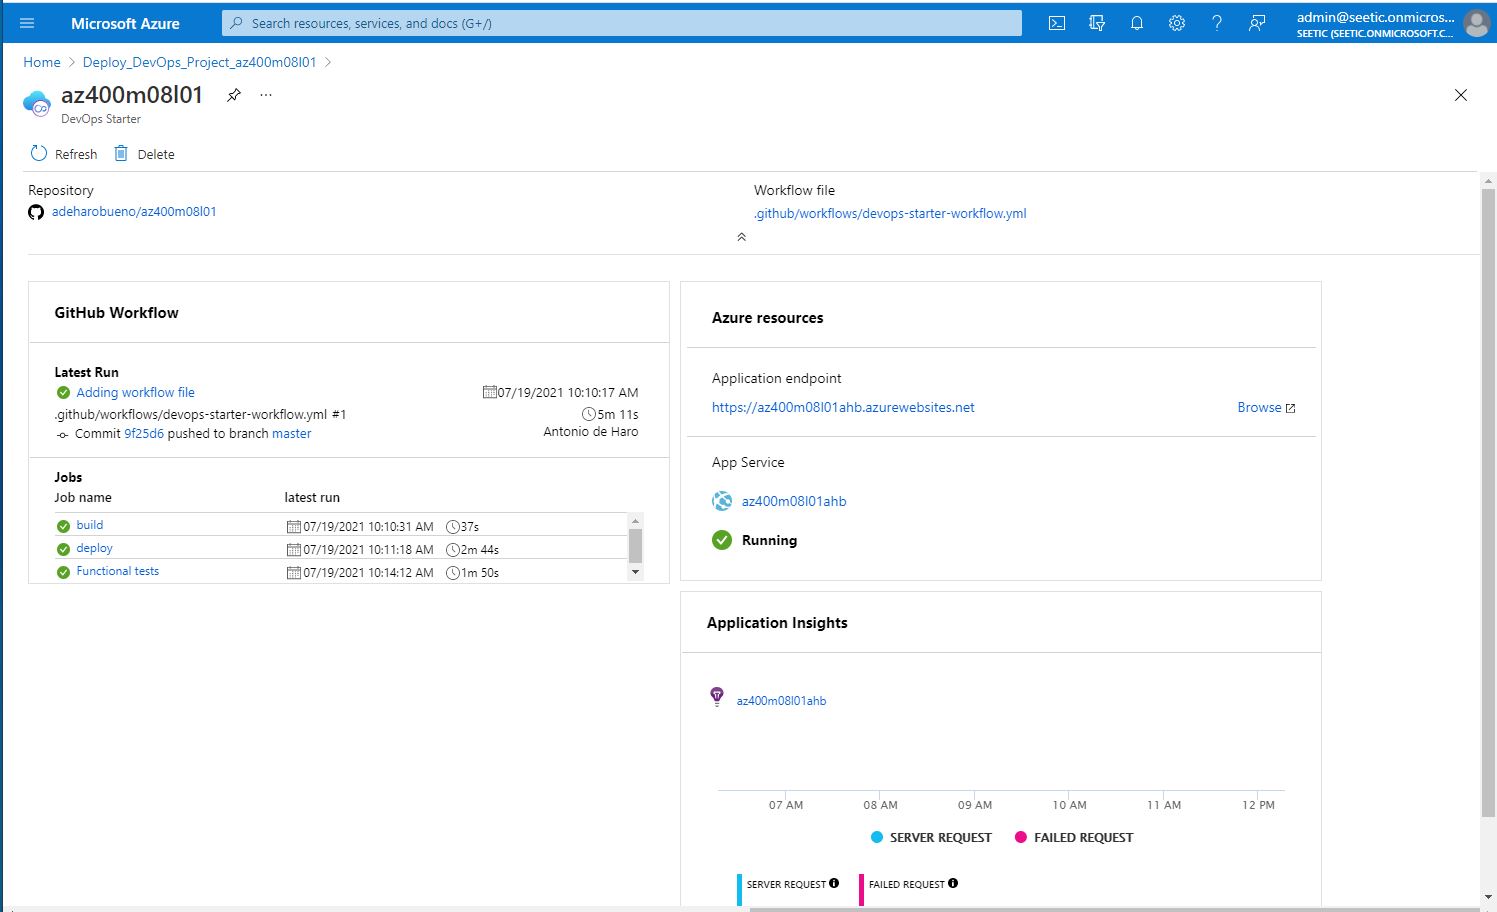 Microsoft Azure
Search resources, services, and docs (G+/)
admin@seetic.onmicros...
SEETIC (SEETIC.ONMICROSOFT.C...
Home > Deploy_DevOps_Project_az400m08l01 >
az400m08l01
...
DevOps Starter
Refresh Delete
Repository
adeharobueno/az400m08l01
Workflow file
.github/workflows/devops-starter-workflow.yml
GitHub Workflow
Latest Run
Adding workflow file 07/19/2021 10:10:17 AM
.github/workflows/devops-starter-workflow.yml #1 5m 11s
Commit 9f25d6 pushed to branch master Antonio de Haro
Jobs
Job name latest run
build 07/19/2021 10:10:31 AM 37s
deploy 07/19/2021 10:11:18 AM 2m 44s
Functional tests 07/19/2021 10:14:12 AM 1m 50s
Azure resources
Application endpoint
https://az400m08l01ahb.azurewebsites.net Browse
App Service
az400m08l01ahb
Running
Application Insights
az400m08l01ahb
07 AM 08 AM 09 AM 10 AM 11 AM 12 PM
SERVER REQUEST FAILED REQUEST
SERVER REQUEST FAILED REQUEST